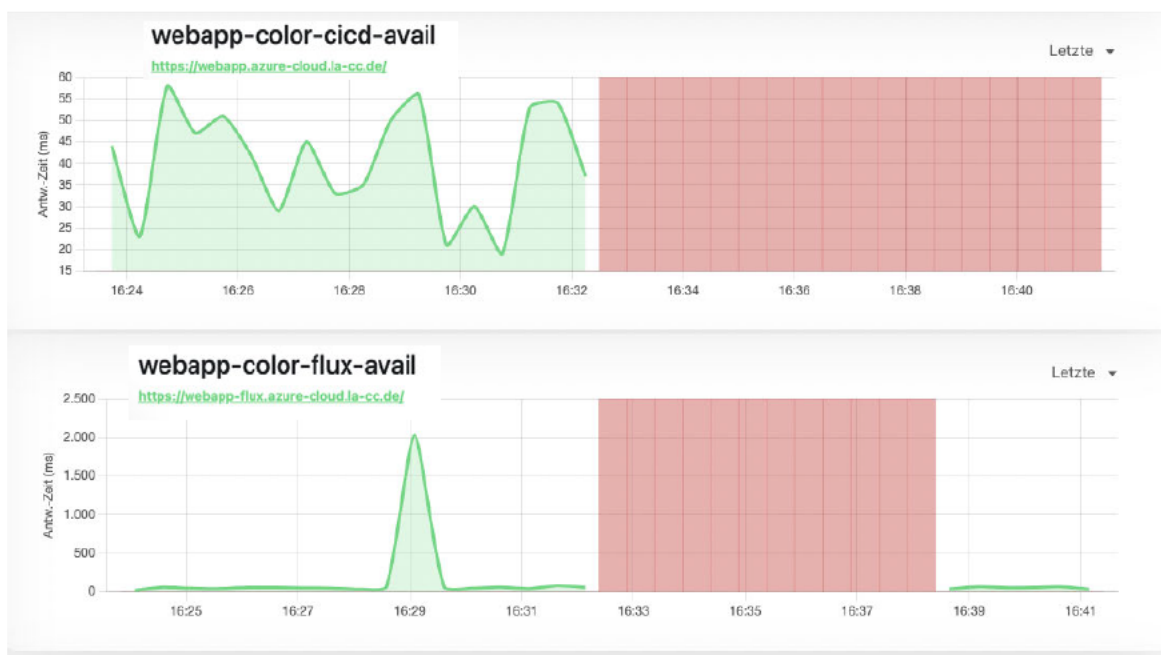 webapp-color-cicd-avail
https://webapp.azure-cloud.la-cc.de/
Letzte
60
55
50
45
40
35
30
25
20
15
Antw.-Zeit (ms)
16:24 16:26 16:28 16:30 16:32 16:34 16:36 16:38 16:40
webapp-color-flux-avail
https://webapp-flux.azure-cloud.la-cc.de/
Letzte
2.500
2.000
1.500
1.000
500
0
Antw.-Zeit (ms)
16:25 16:27 16:29 16:31 16:33 16:35 16:37 16:39 16:41